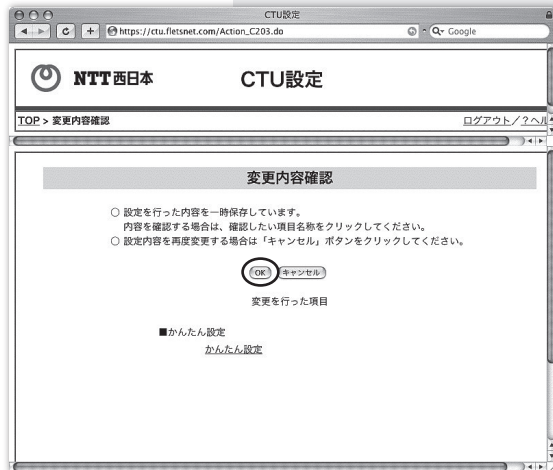 CTU設定
https://ctu.fletsnet.com/Action_C203.do
Google
NTT西日本
CTU設定
TOP > 変更内容確認
ログアウト/?ヘル
変更内容確認
○ 設定を行った内容を一時保存しています。
内容を確認する場合は、確認したい項目名称をクリックしてください。
○ 設定内容を再度変更する場合は「キャンセル」ボタンをクリックしてください。
OK キャンセル
変更を行った項目
■かんたん設定
かんたん設定